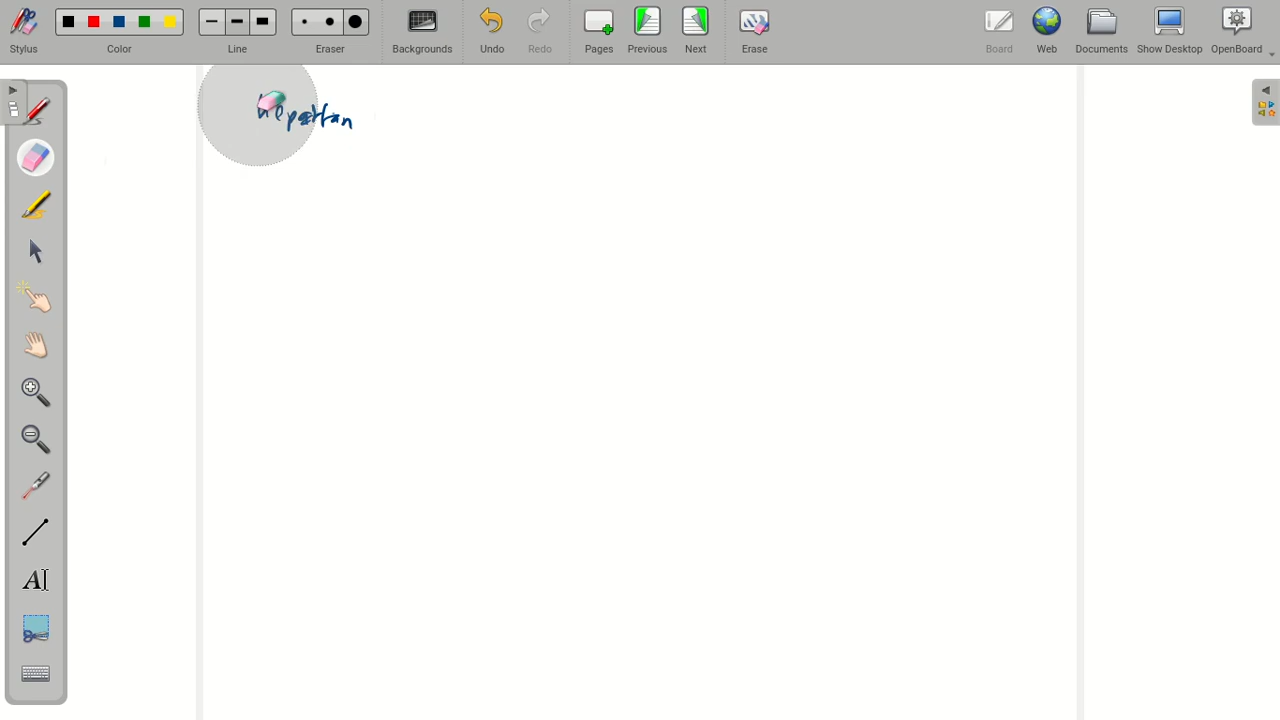 Stylus
Color
Line
Eraser
Backgrounds
Undo
Redo
Pages
Previous
Next
Erase
Board
Web
Documents
Show Desktop
OpenBoard
A